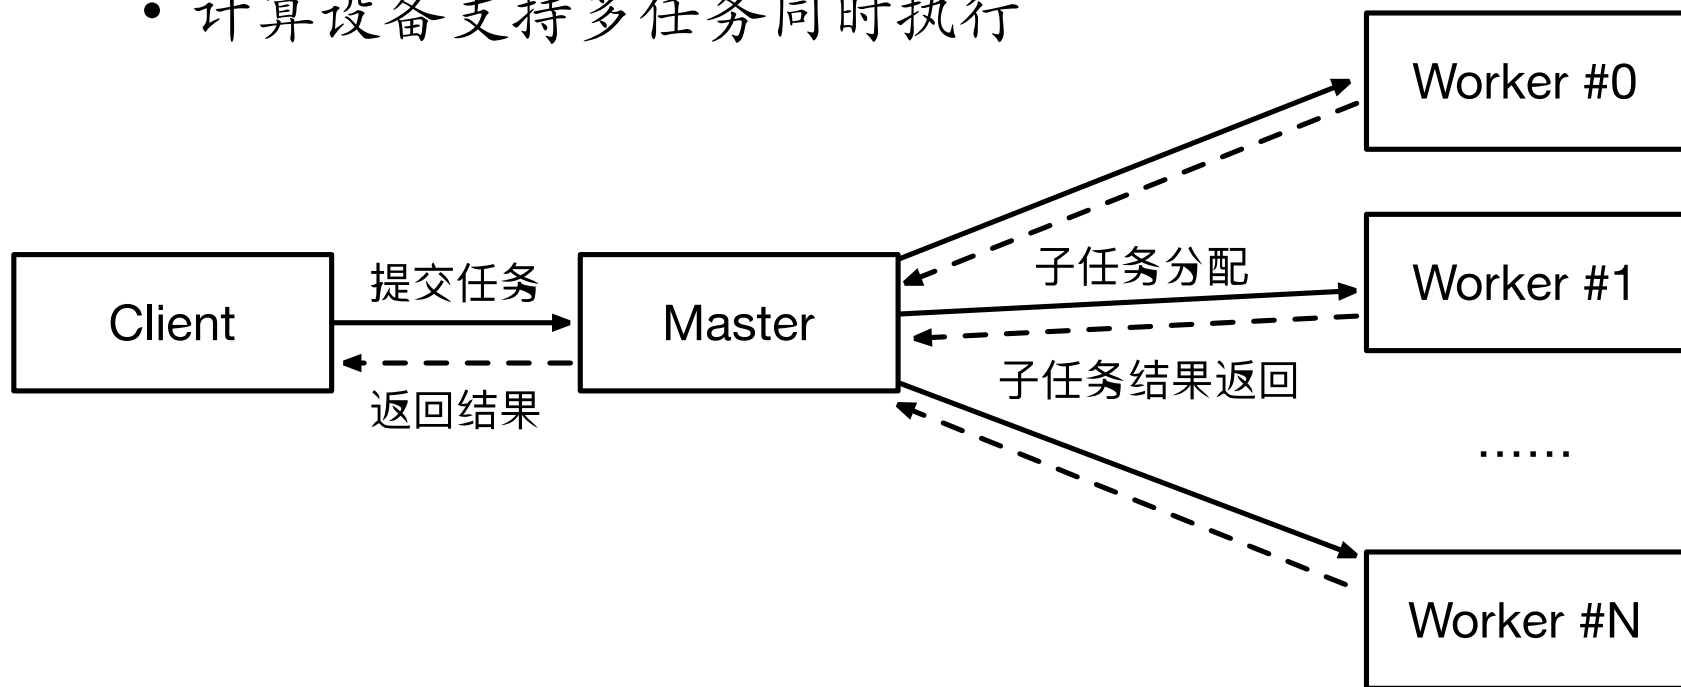 • 计算设备支持多任务同时执行
Worker #0
Client
提交任务
返回结果
Master
子任务分配
子任务结果返回
Worker #1
......
Worker #N